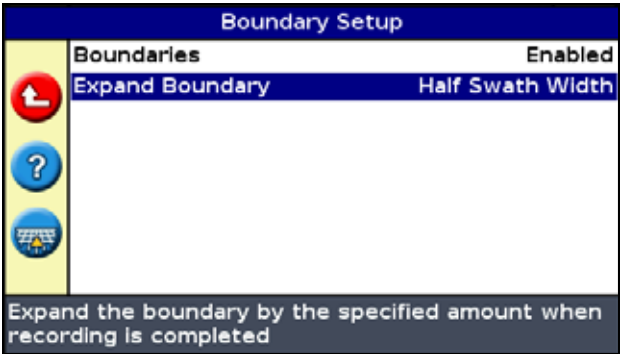 Boundary Setup
Boundaries Enabled
Expand Boundary Half Swath Width
?
Expand the boundary by the specified amount when
recording is completed